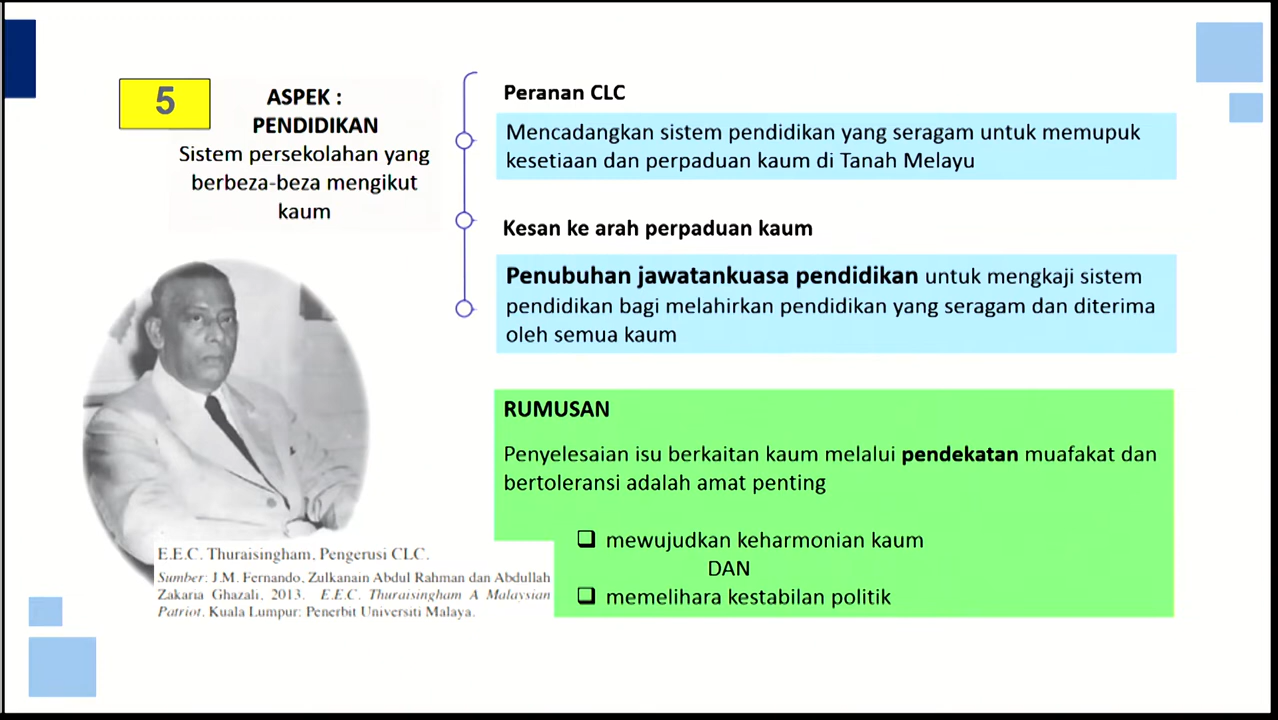 5
ASPEK :
PENDIDIKAN
Sistem persekolahan yang
berbeza-beza mengikut
kaum
Peranan CLC
Mencadangkan sistem pendidikan yang seragam untuk memupuk
kesetiaan dan perpaduan kaum di Tanah Melayu
Kesan ke arah perpaduan kaum
Penubuhan jawatankuasa pendidikan untuk mengkaji sistem
pendidikan bagi melahirkan pendidikan yang seragam dan diterima
oleh semua kaum
RUMUSAN
Penyelesaian isu berkaitan kaum melalui pendekatan muafakat dan
bertoleransi adalah amat penting
❑ mewujudkan keharmonian kaum
DAN
❑ memelihara kestabilan politik
E.E.C. Thuraisingham, Pengerusi CLC.
Sumber: J.M. Fernando, Zulkanain Abdul Rahman dan Abdullah
Zakaria Ghazali, 2013. E.E.C. Thuraisingham A Malaysian
Patriot, Kuala Lumpur: Penerbit Universiti Malaya.